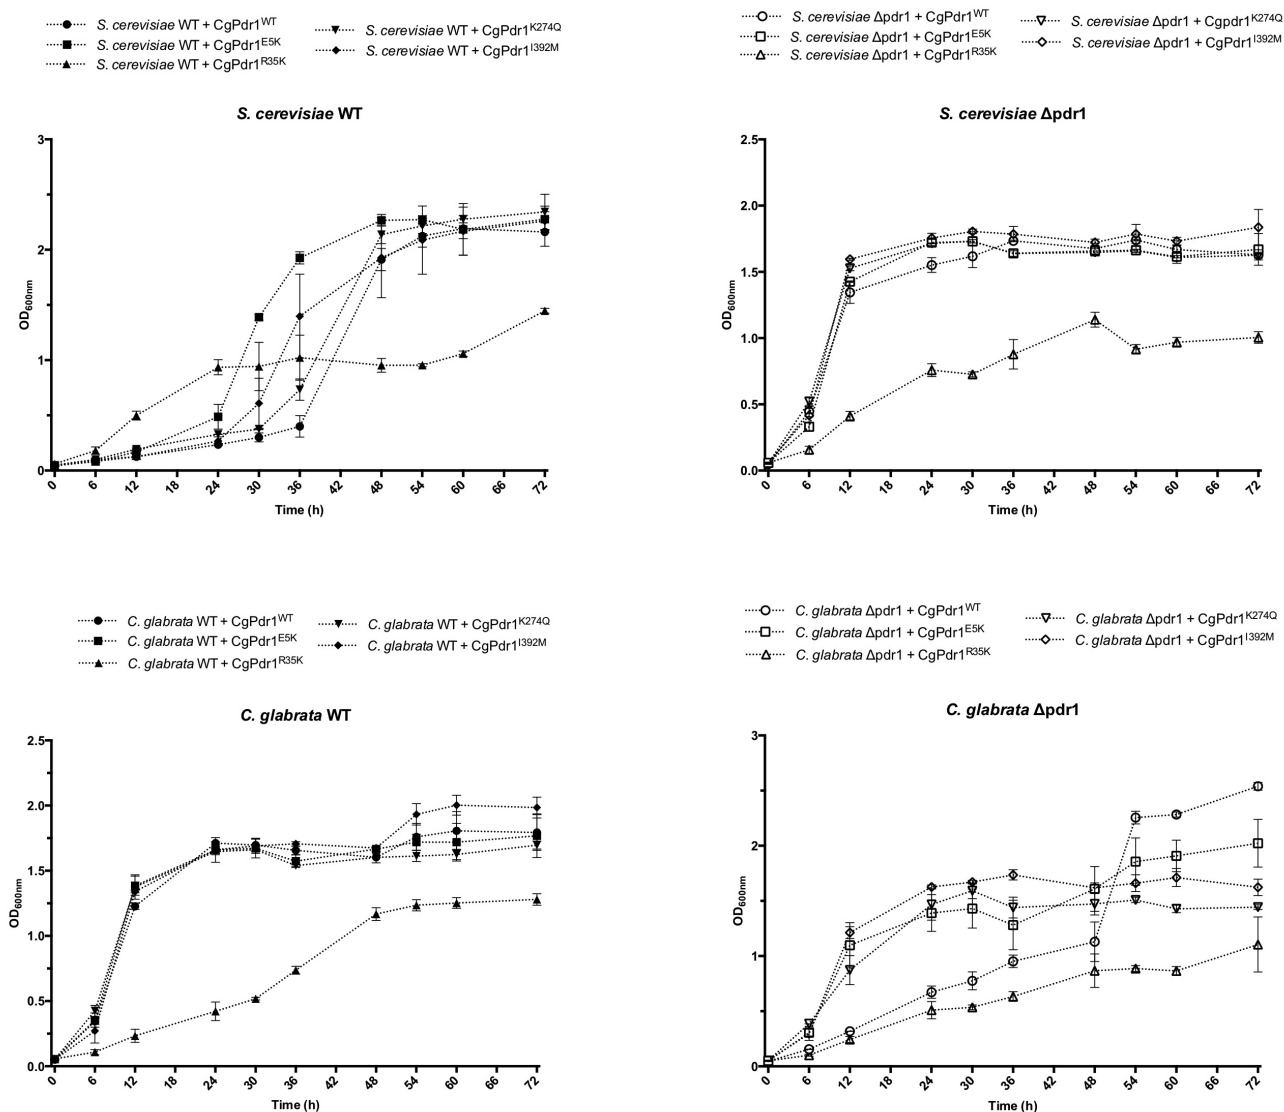 S. cerevisiae WT + CgPdr1WT
S. cerevisiae WT + CgPdr1E5K
S. cerevisiae WT + CgPdr1R35K
S. cerevisiae WT + CgPdr1K274Q
S. cerevisiae WT + CgPdr1I392M
S. cerevisiae WT
3
2
1
0
OD600nm
0 6 12 18 24 30 36 42 48 54 60 66 72
Time (h)
S. cerevisiae Δpdr1 + CgPdr1WT
S. cerevisiae Δpdr1 + CgPdr1E5K
S. cerevisiae Δpdr1 + CgPdr1R35K
S. cerevisiae Δpdr1 + Cgpdr1K274Q
S. cerevisiae Δpdr1 + CgPdr1I392M
S. cerevisiae Δpdr1
2.5
2.0
1.5
1.0
0.5
0.0
OD600nm
0 6 12 18 24 30 36 42 48 54 60 66 72
Time (h)
C. glabrata WT + CgPdr1WT
C. glabrata WT + CgPdr1E5K
C. glabrata WT + CgPdr1R35K
C. glabrata WT + CgPdr1K274Q
C. glabrata WT + CgPdr1I392M
C. glabrata WT
2.5
2.0
1.5
1.0
0.5
0.0
OD600nm
0 6 12 18 24 30 36 42 48 54 60 66 72
Time (h)
C. glabrata Δpdr1 + CgPdr1WT
C. glabrata Δpdr1 + CgPdr1E5K
C. glabrata Δpdr1 + CgPdr1R35K
C. glabrata Δpdr1 + CgPdr1K274Q
C. glabrata Δpdr1 + CgPdr1I392M
C. glabrata Δpdr1
3
2
1
0
OD600nm
0 6 12 18 24 30 36 42 48 54 60 66 72
Time (h)